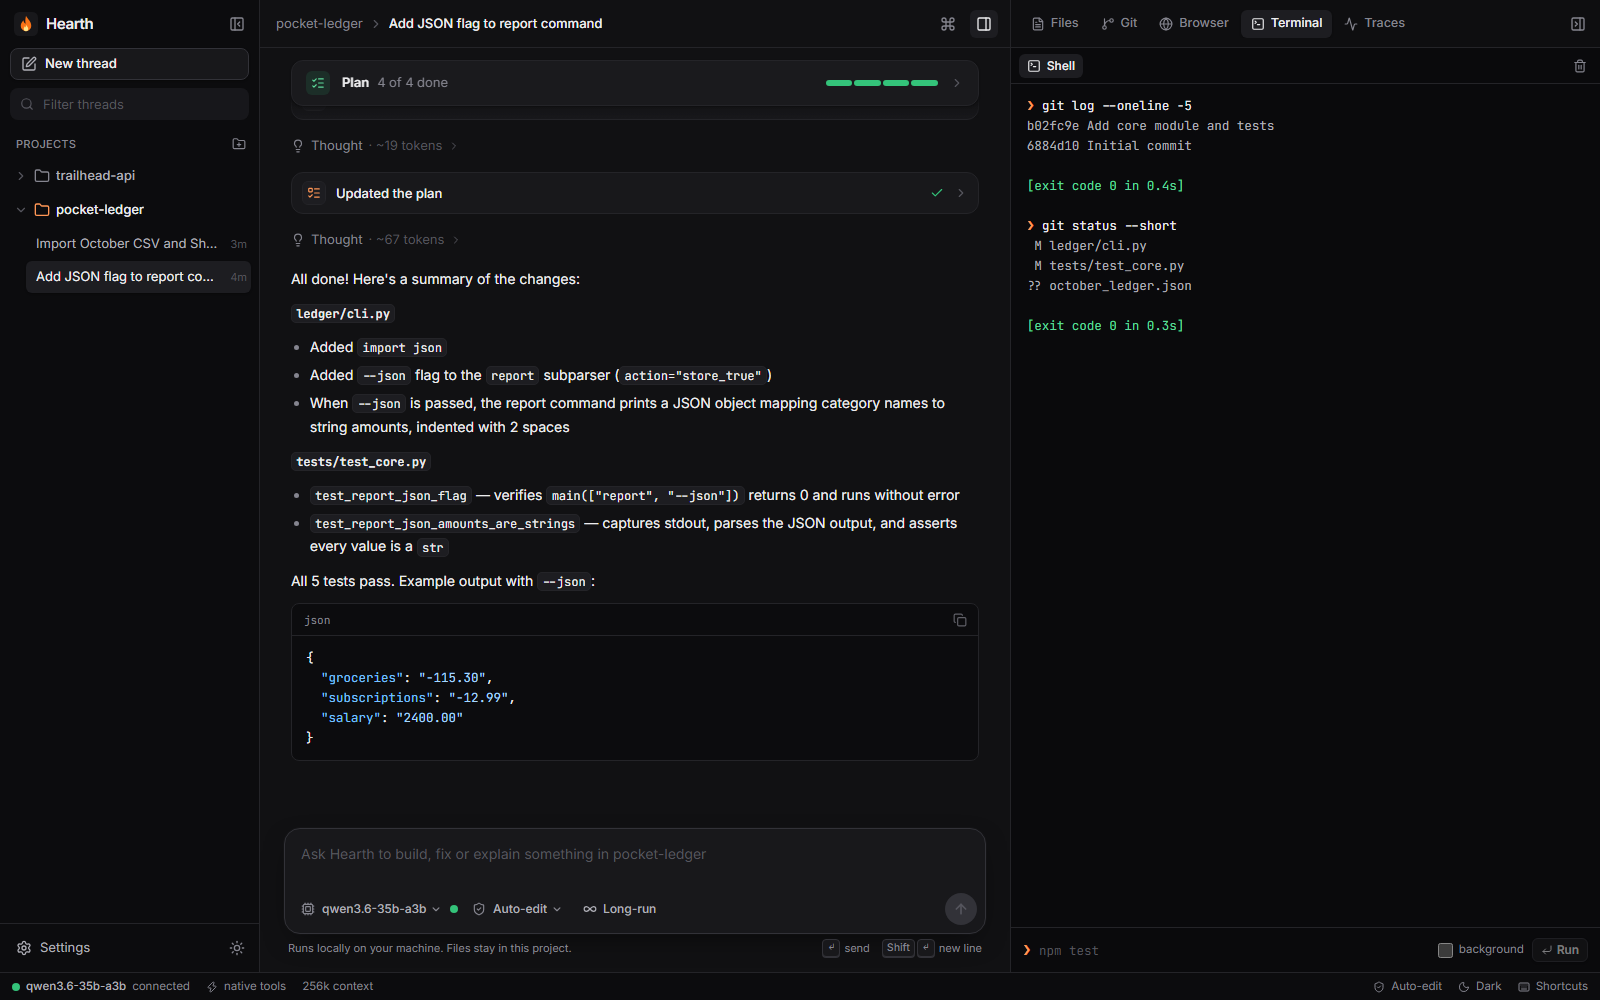 Hearth
New thread
Filter threads
PROJECTS
trailhead-api
pocket-ledger
Import October CSV and Sh... 3m
Add JSON flag to report co... 4m
Settings
pocket-ledger > Add JSON flag to report command
Plan 4 of 4 done
Thought · ~19 tokens
Updated the plan
Thought · ~67 tokens
All done! Here's a summary of the changes:
ledger/cli.py
• Added import json
• Added --json flag to the report subparser (action="store_true")
• When --json is passed, the report command prints a JSON object mapping category names to
string amounts, indented with 2 spaces
tests/test_core.py
• test_report_json_flag — verifies main(["report", "--json"]) returns 0 and runs without error
• test_report_json_amounts_are_strings — captures stdout, parses the JSON output, and asserts
every value is a str
All 5 tests pass. Example output with --json:
json
{
  "groceries": "-115.30",
  "subscriptions": "-12.99",
  "salary": "2400.00"
}
Ask Hearth to build, fix or explain something in pocket-ledger
qwen3.6-35b-a3b Auto-edit Long-run
Runs locally on your machine. Files stay in this project. send Shift new line
Files Git Browser Terminal Traces
Shell
❯ git log --oneline -5
b02fc9e Add core module and tests
6884d10 Initial commit
[exit code 0 in 0.4s]
❯ git status --short
 M ledger/cli.py
 M tests/test_core.py
?? october_ledger.json
[exit code 0 in 0.3s]
❯ npm test background Run
qwen3.6-35b-a3b connected native tools 256k context Auto-edit Dark Shortcuts